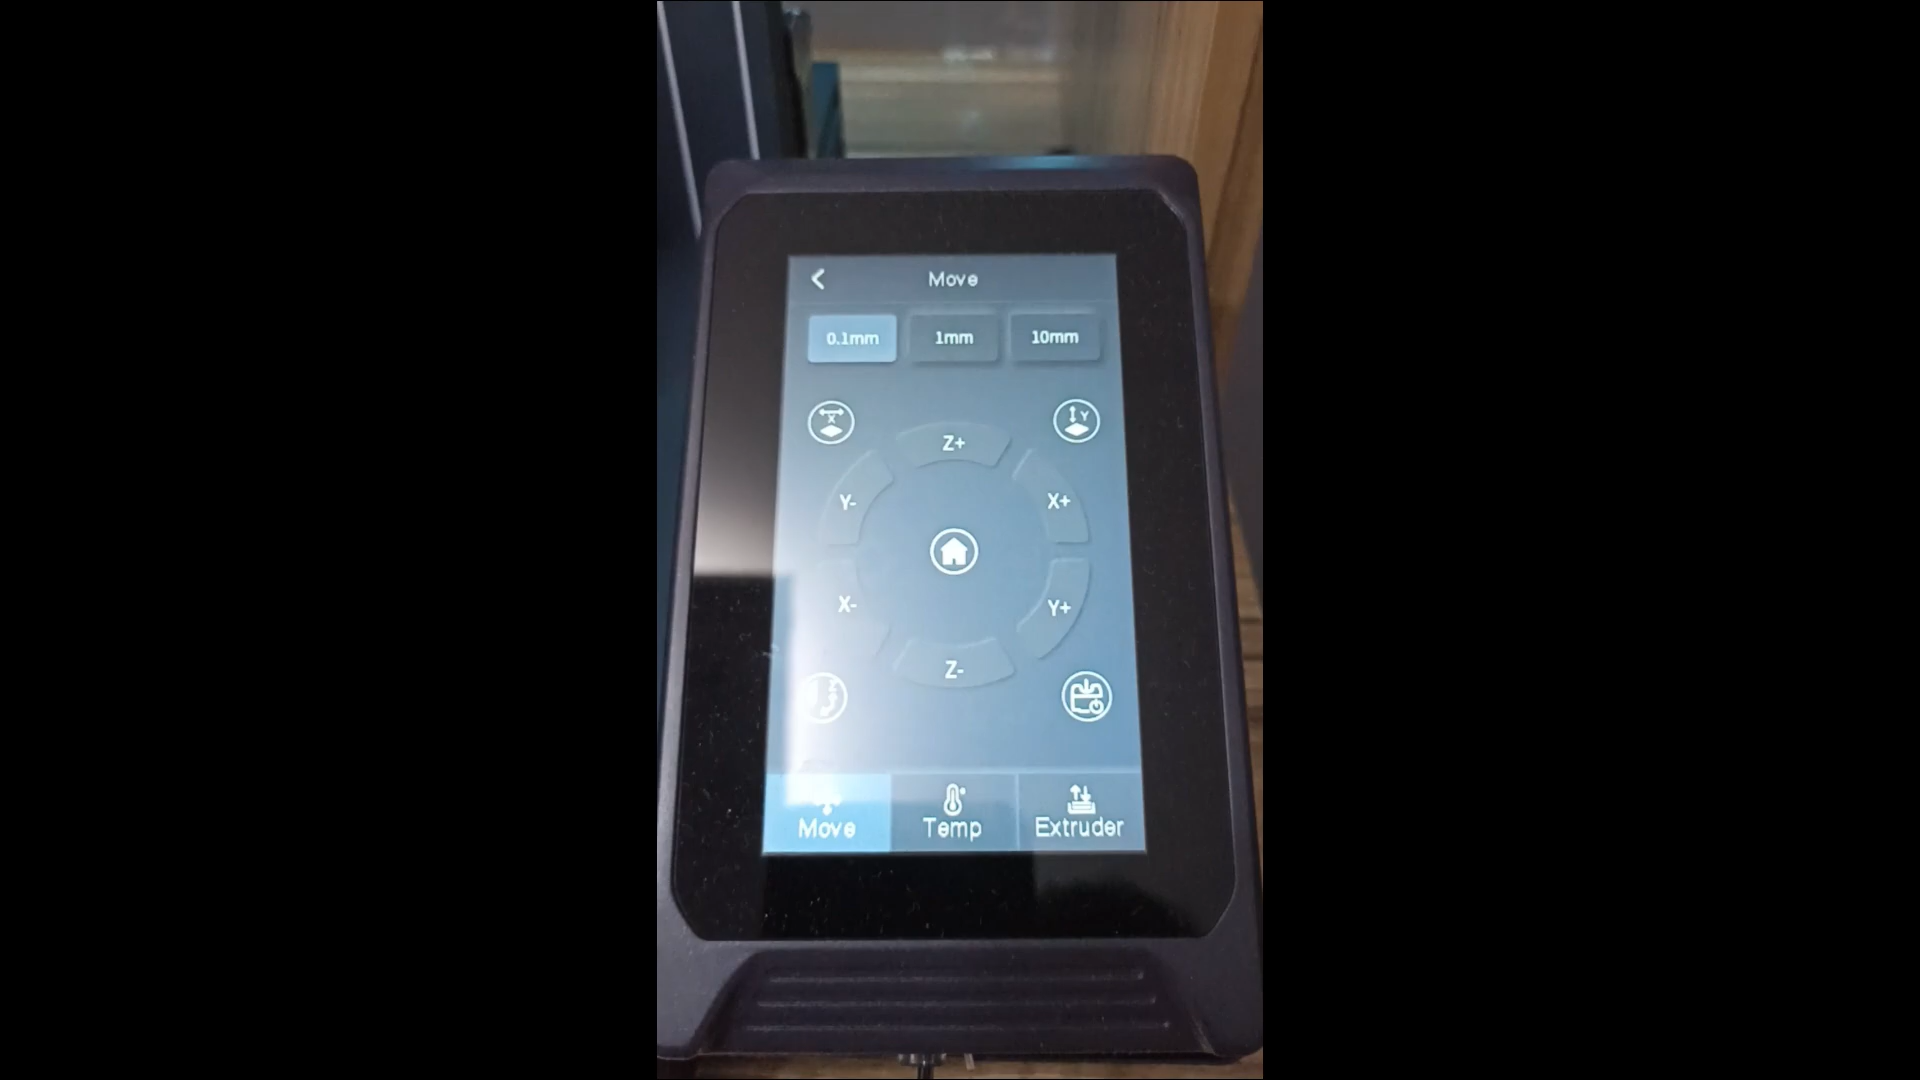 Move
0.1mm 1mm 10mm
X
Y
Z+
Y- X+
X- Y+
Z-
Z
Move Temp Extruder